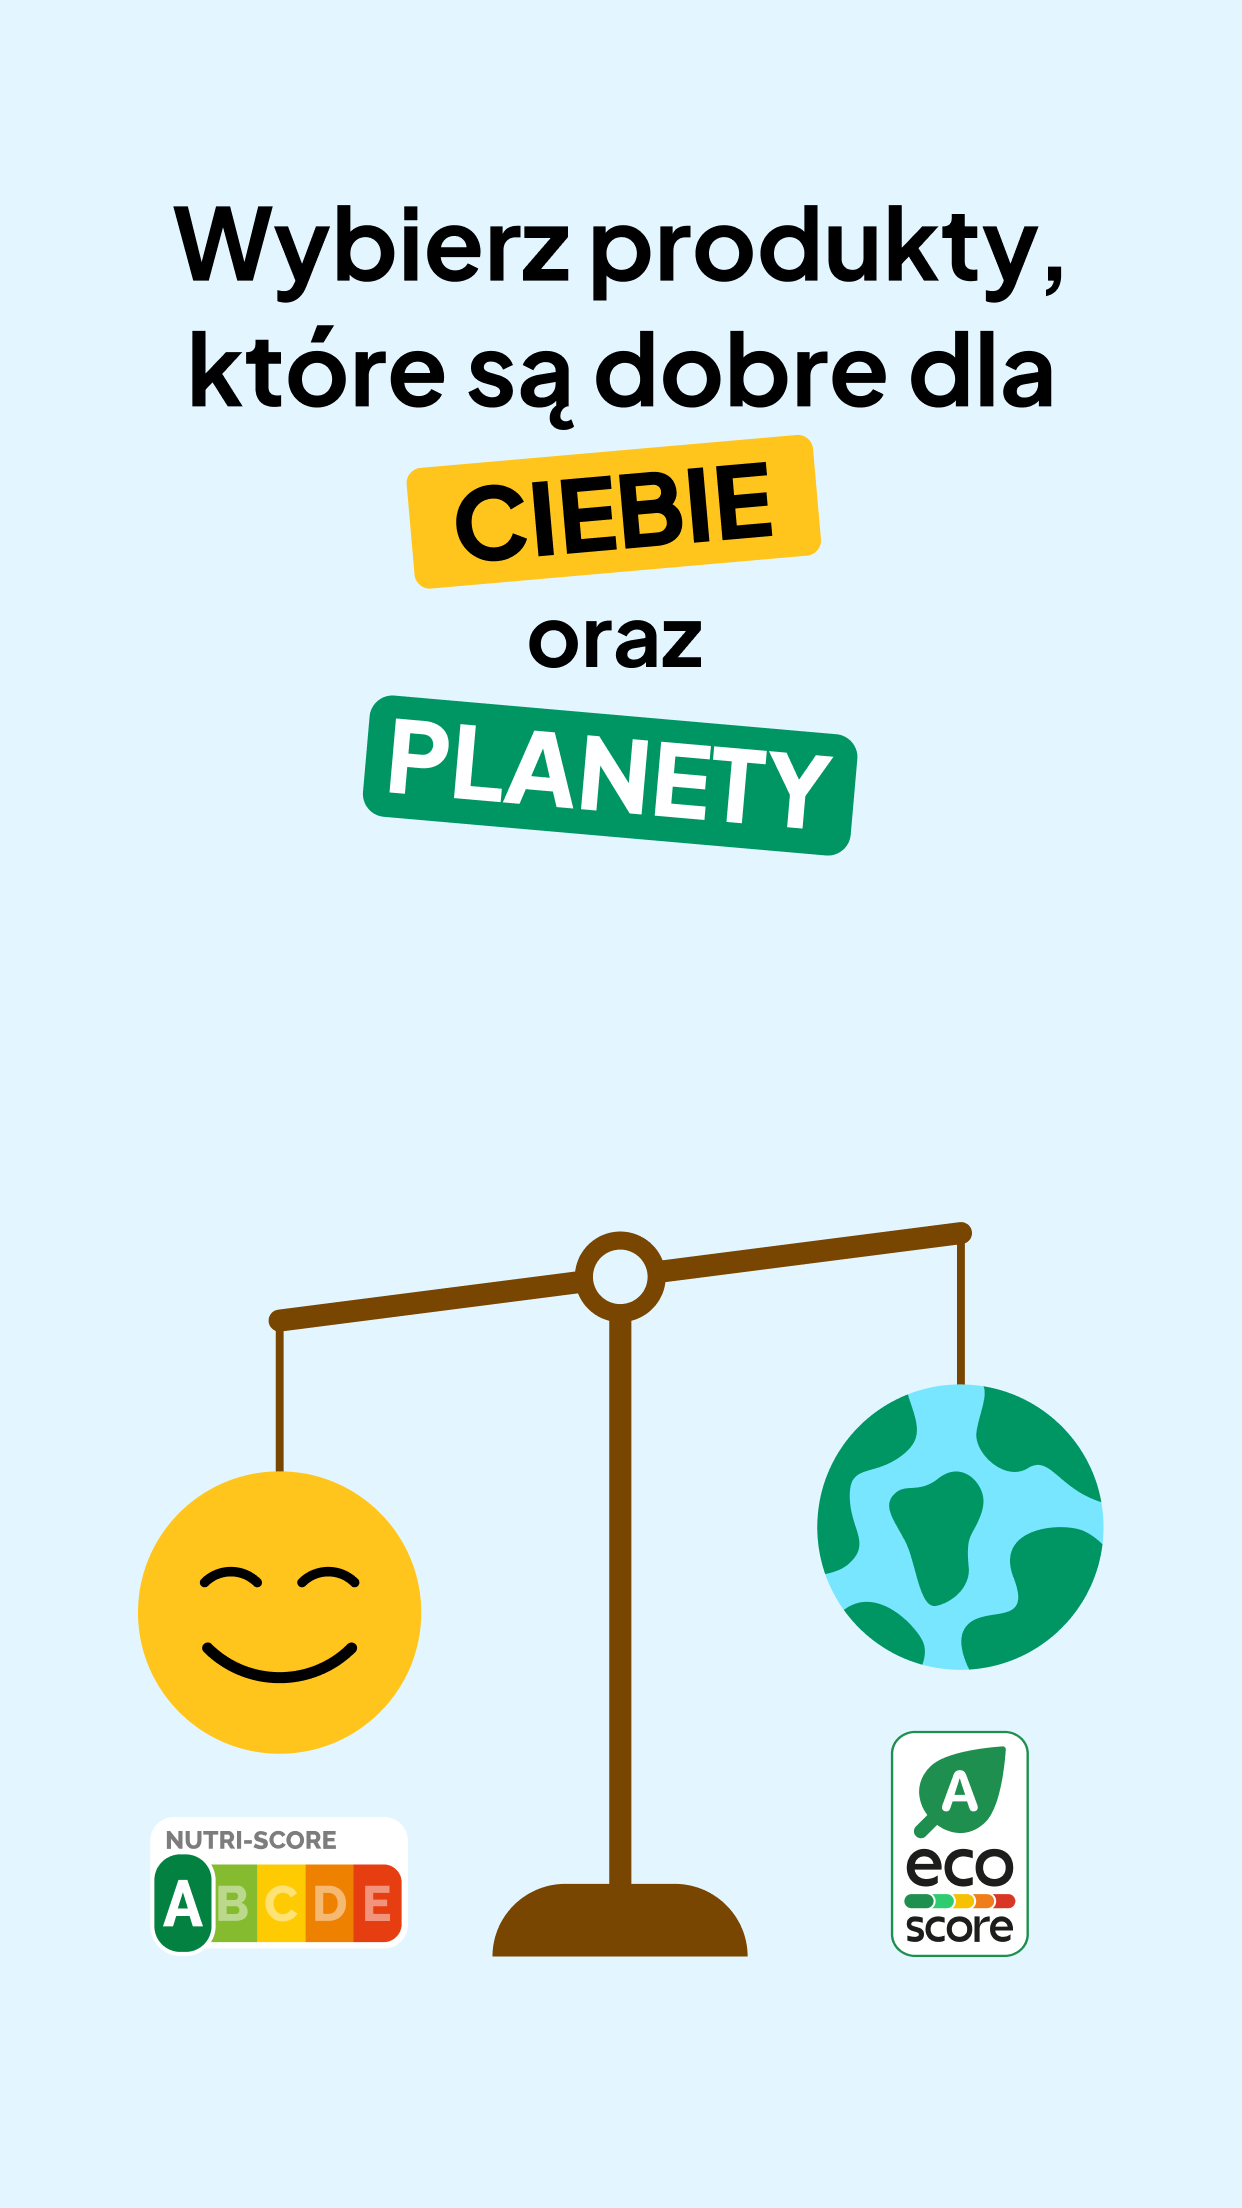 Wybierz produkty,
które są dobre dla
CIEBIE
oraz
PLANETY
NUTRI-SCORE
A B C D E
A
eco
score